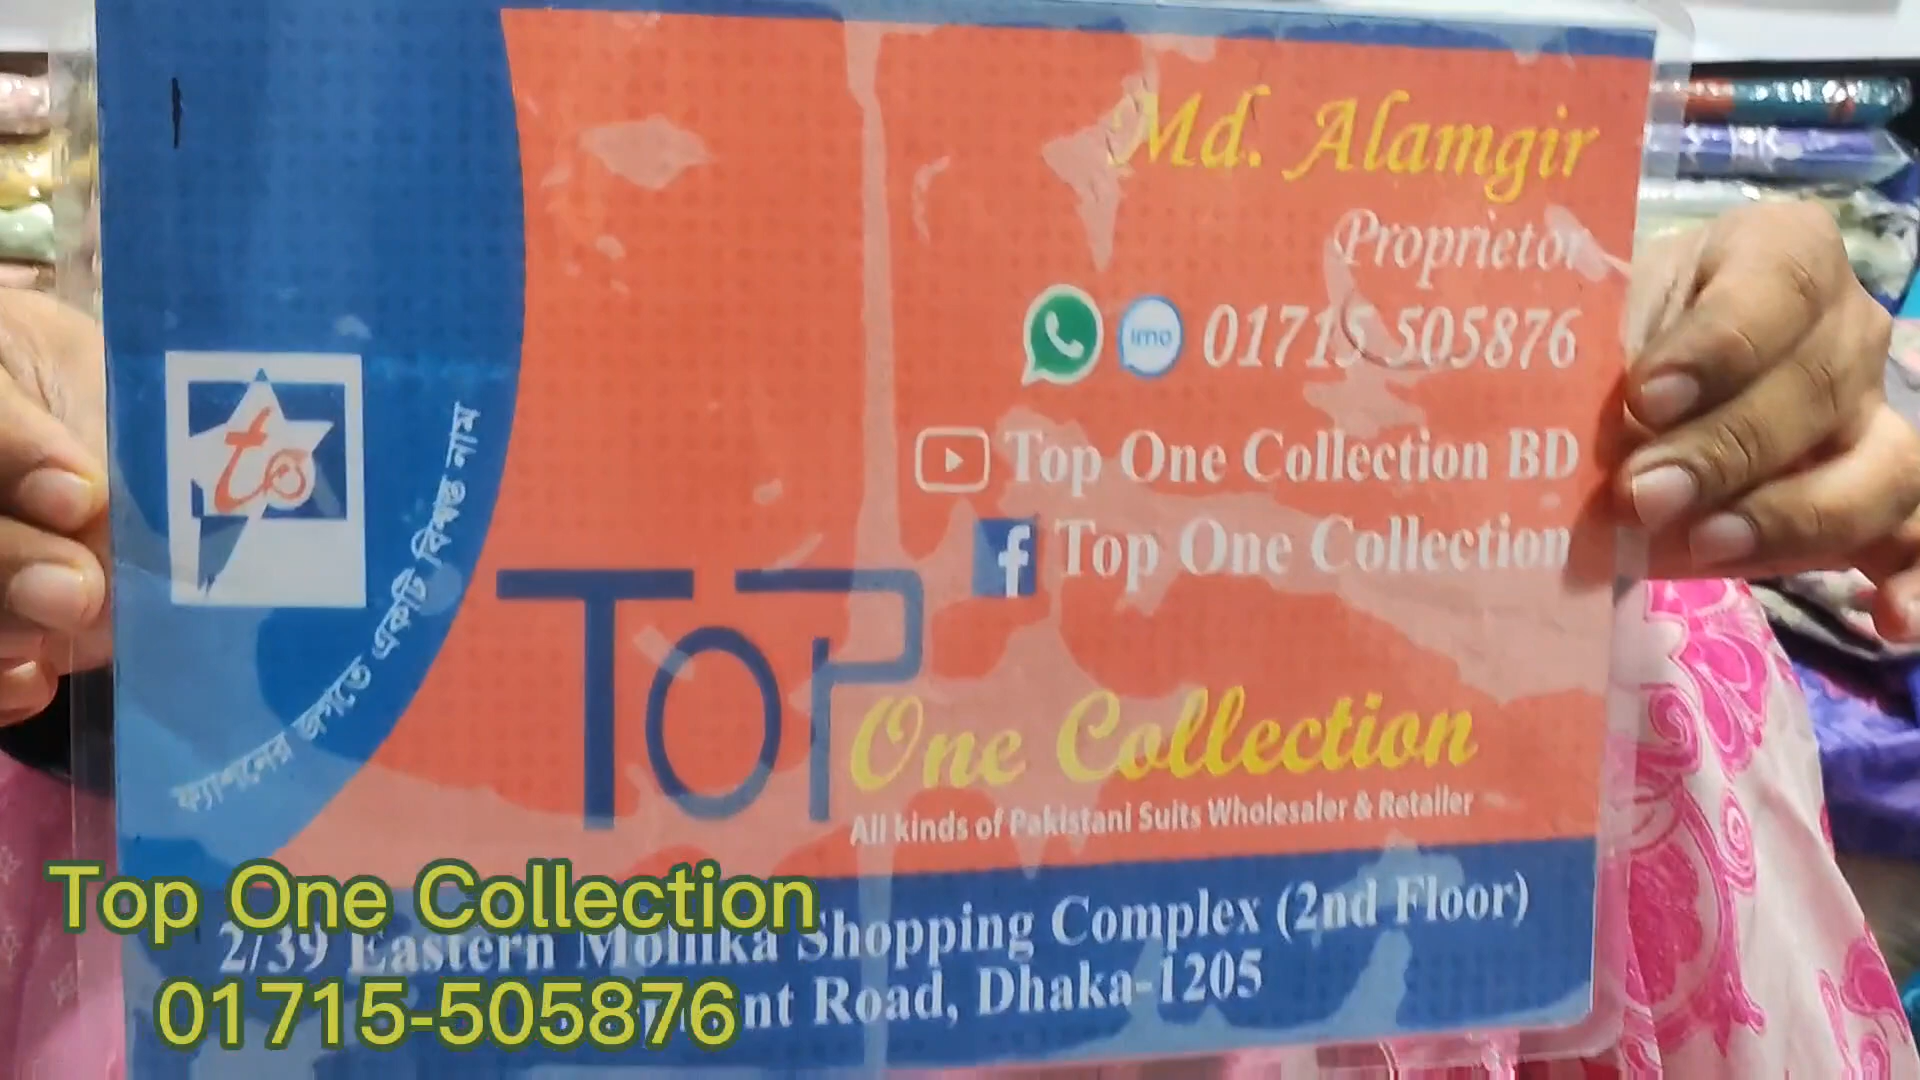 Md. Alamgir
Proprietor
imo 01715 505876
Top One Collection BD
Top One Collection
to
ফ্যাশনের জগতে একটি বিশ্বস্ত নাম
Top
One Collection
All kinds of Pakistani Suits Wholesaler & Retailer
2/39 Eastern Mollika Shopping Complex (2nd Floor)
Road, Dhaka-1205
Top One Collection
01715-505876